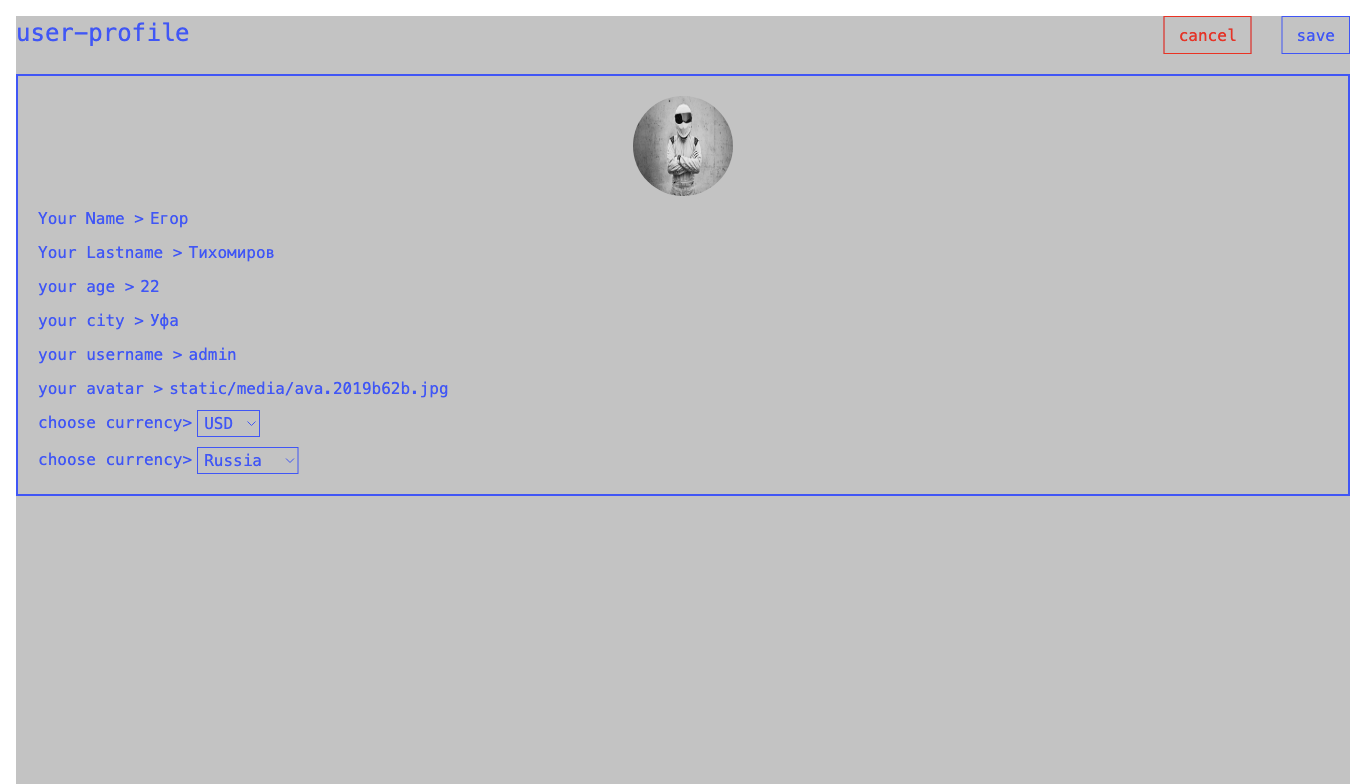 user-profile
cancel
save
Your Name > Егор
Your Lastname > Тихомиров
your age > 22
your city > Уфа
your username > admin
your avatar > static/media/ava.2019b62b.jpg
choose currency> USD
choose currency> Russia